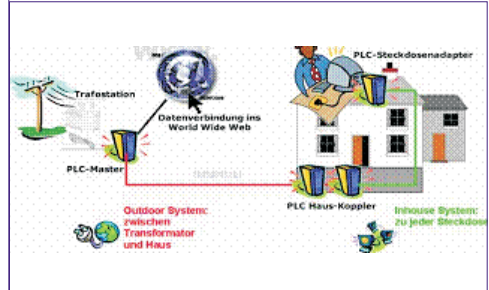 PLC-Steckdosenadapter
Trafostation
Datenverbindung ins
World Wide Web
PLC-Master
PLC Haus-Koppler
Outdoor System:
zwischen
Transformator
und Haus
Inhouse System:
zu jeder Steckdose